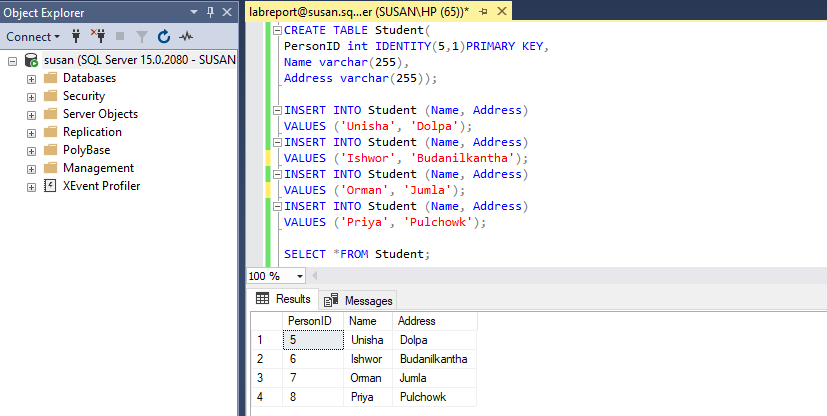 Object Explorer
Connect
susan (SQL Server 15.0.2080 - SUSAN
Databases
Security
Server Objects
Replication
PolyBase
Management
XEvent Profiler
labreport@susan.sq...er (SUSAN\HP (65))*
CREATE TABLE Student(
PersonID int IDENTITY(5,1)PRIMARY KEY,
Name varchar(255),
Address varchar(255));
INSERT INTO Student (Name, Address)
VALUES ('Unisha', 'Dolpa');
INSERT INTO Student (Name, Address)
VALUES ('Ishwor', 'Budanilkantha');
INSERT INTO Student (Name, Address)
VALUES ('Orman', 'Jumla');
INSERT INTO Student (Name, Address)
VALUES ('Priya', 'Pulchowk');
SELECT *FROM Student;
100 %
Results Messages
PersonID Name Address
1 5 Unisha Dolpa
2 6 Ishwor Budanilkantha
3 7 Orman Jumla
4 8 Priya Pulchowk